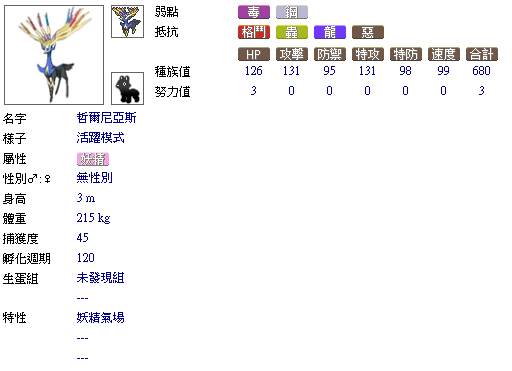 弱點 毒 鋼
抵抗 格鬥 蟲 龍 惡
HP 攻擊 防禦 特攻 特防 速度 合計
種族值 126 131 95 131 98 99 680
努力值 3 0 0 0 0 0 3
名字 哲爾尼亞斯
樣子 活躍模式
屬性 妖精
性別♂:♀ 無性別
身高 3 m
體重 215 kg
捕獲度 45
孵化週期 120
生蛋組 未發現組
---
特性 妖精氣場
---
---